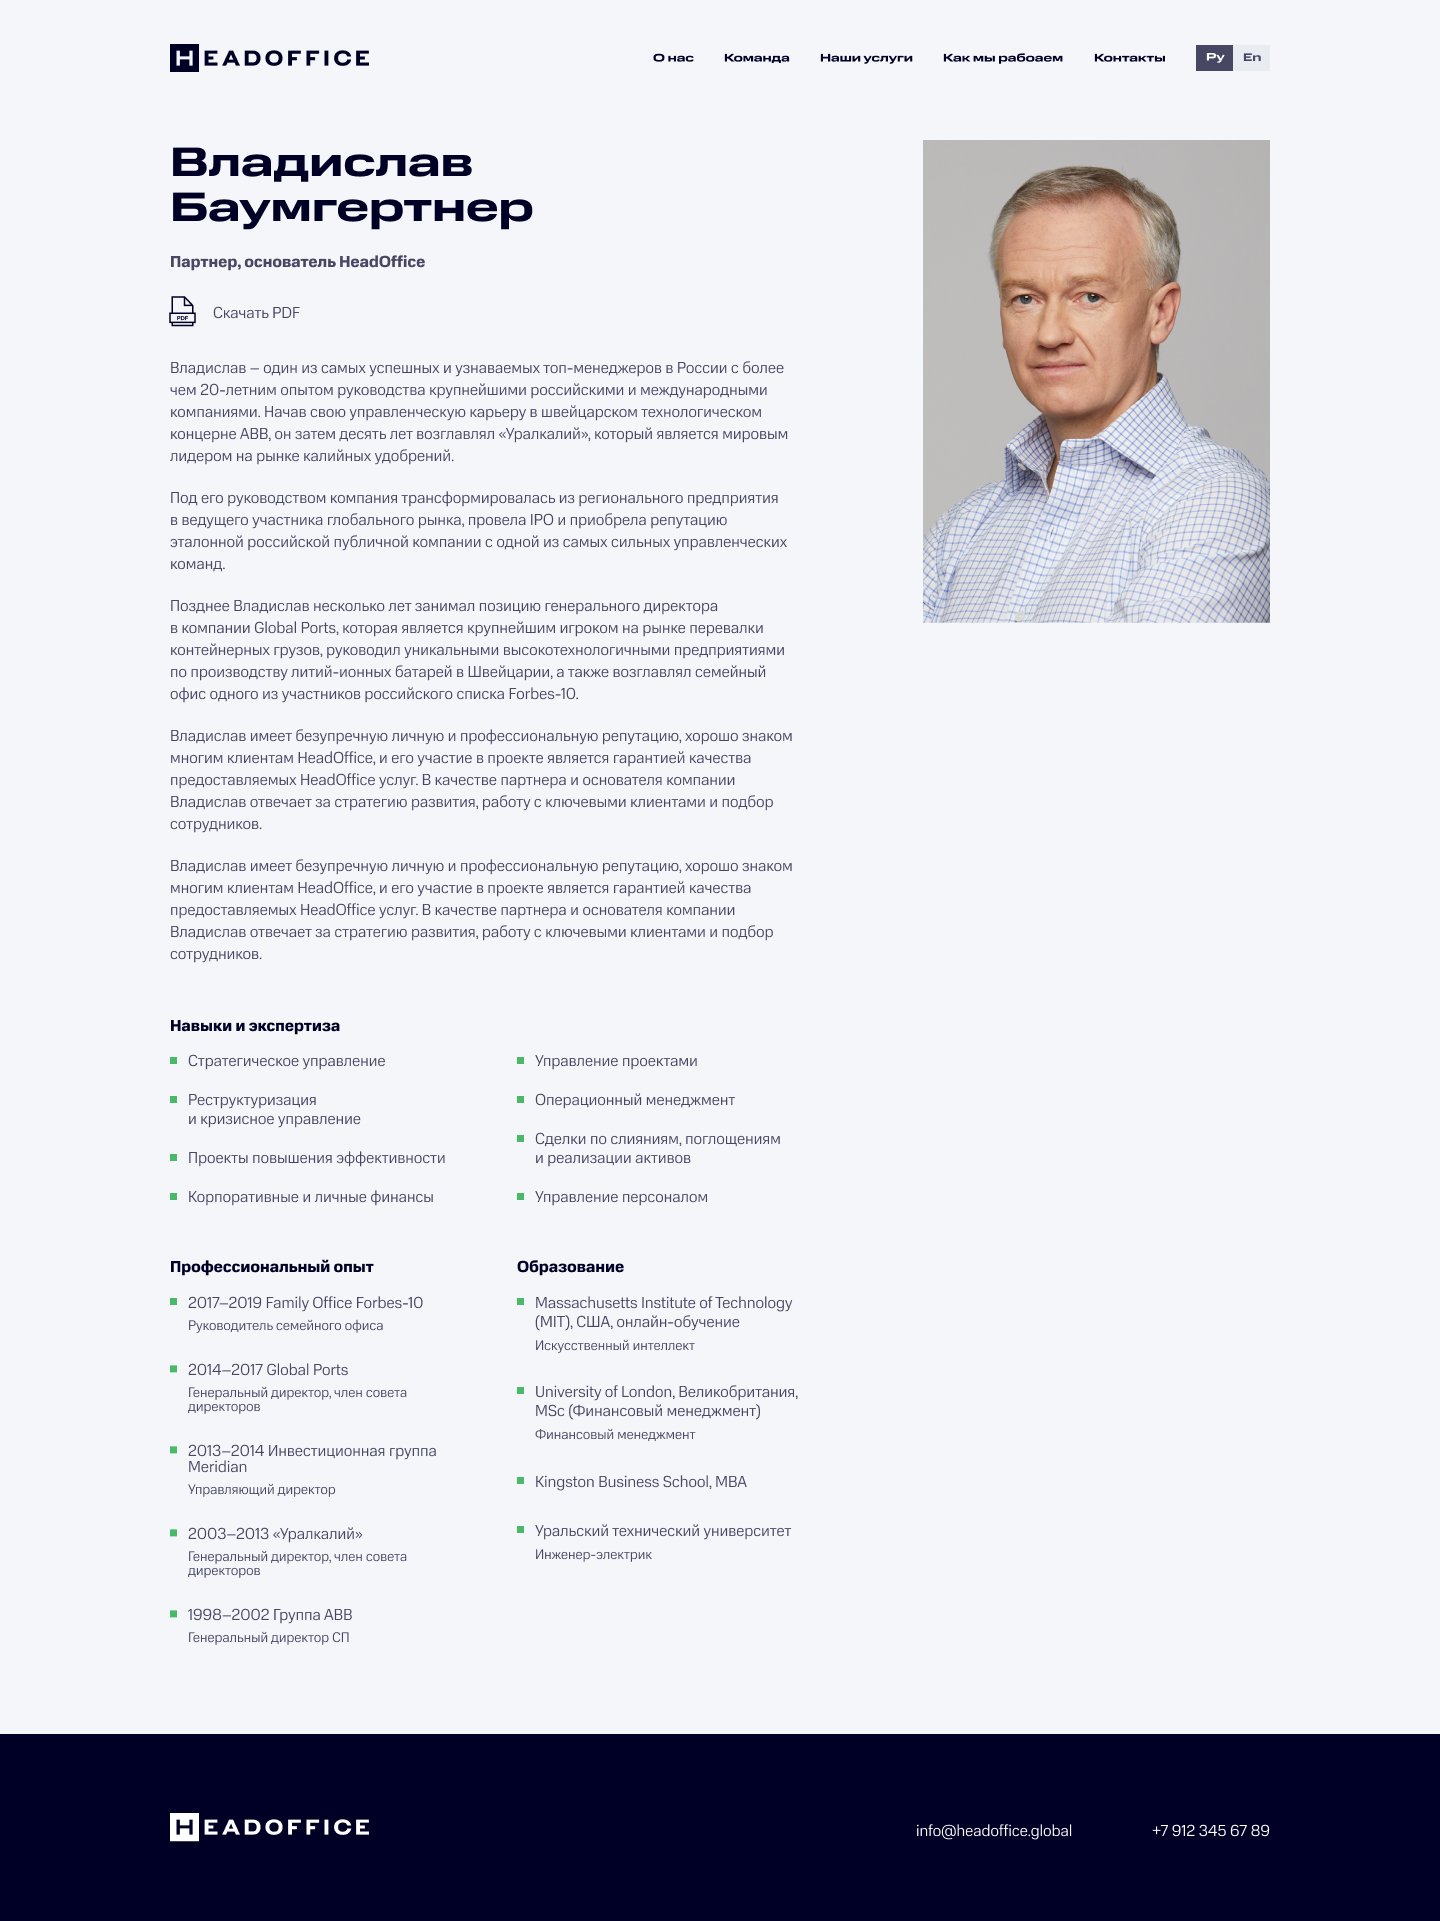 HEADOFFICE
О нас Команда Наши услуги Как мы рабоаем Контакты Ру En
Владислав
Баумгертнер
Партнер, основатель HeadOffice
PDF Скачать PDF
Владислав – один из самых успешных и узнаваемых топ-менеджеров в России с более
чем 20-летним опытом руководства крупнейшими российскими и международными
компаниями. Начав свою управленческую карьеру в швейцарском технологическом
концерне ABB, он затем десять лет возглавлял «Уралкалий», который является мировым
лидером на рынке калийных удобрений.
Под его руководством компания трансформировалась из регионального предприятия
в ведущего участника глобального рынка, провела IPO и приобрела репутацию
эталонной российской публичной компании с одной из самых сильных управленческих
команд.
Позднее Владислав несколько лет занимал позицию генерального директора
в компании Global Ports, которая является крупнейшим игроком на рынке перевалки
контейнерных грузов, руководил уникальными высокотехнологичными предприятиями
по производству литий-ионных батарей в Швейцарии, а также возглавлял семейный
офис одного из участников российского списка Forbes-10.
Владислав имеет безупречную личную и профессиональную репутацию, хорошо знаком
многим клиентам HeadOffice, и его участие в проекте является гарантией качества
предоставляемых HeadOffice услуг. В качестве партнера и основателя компании
Владислав отвечает за стратегию развития, работу с ключевыми клиентами и подбор
сотрудников.
Владислав имеет безупречную личную и профессиональную репутацию, хорошо знаком
многим клиентам HeadOffice, и его участие в проекте является гарантией качества
предоставляемых HeadOffice услуг. В качестве партнера и основателя компании
Владислав отвечает за стратегию развития, работу с ключевыми клиентами и подбор
сотрудников.
Навыки и экспертиза
Стратегическое управление
Реструктуризация
и кризисное управление
Проекты повышения эффективности
Корпоративные и личные финансы
Управление проектами
Операционный менеджмент
Сделки по слияниям, поглощениям
и реализации активов
Управление персоналом
Профессиональный опыт
2017–2019 Family Office Forbes-10
Руководитель семейного офиса
2014–2017 Global Ports
Генеральный директор, член совета
директоров
2013–2014 Инвестиционная группа
Meridian
Управляющий директор
2003–2013 «Уралкалий»
Генеральный директор, член совета
директоров
1998–2002 Группа ABB
Генеральный директор СП
Образование
Massachusetts Institute of Technology
(MIT), США, онлайн-обучение
Искусственный интеллект
University of London, Великобритания,
MSc (Финансовый менеджмент)
Финансовый менеджмент
Kingston Business School, MBA
Уральский технический университет
Инженер-электрик
HEADOFFICE
info@headoffice.global +7 912 345 67 89